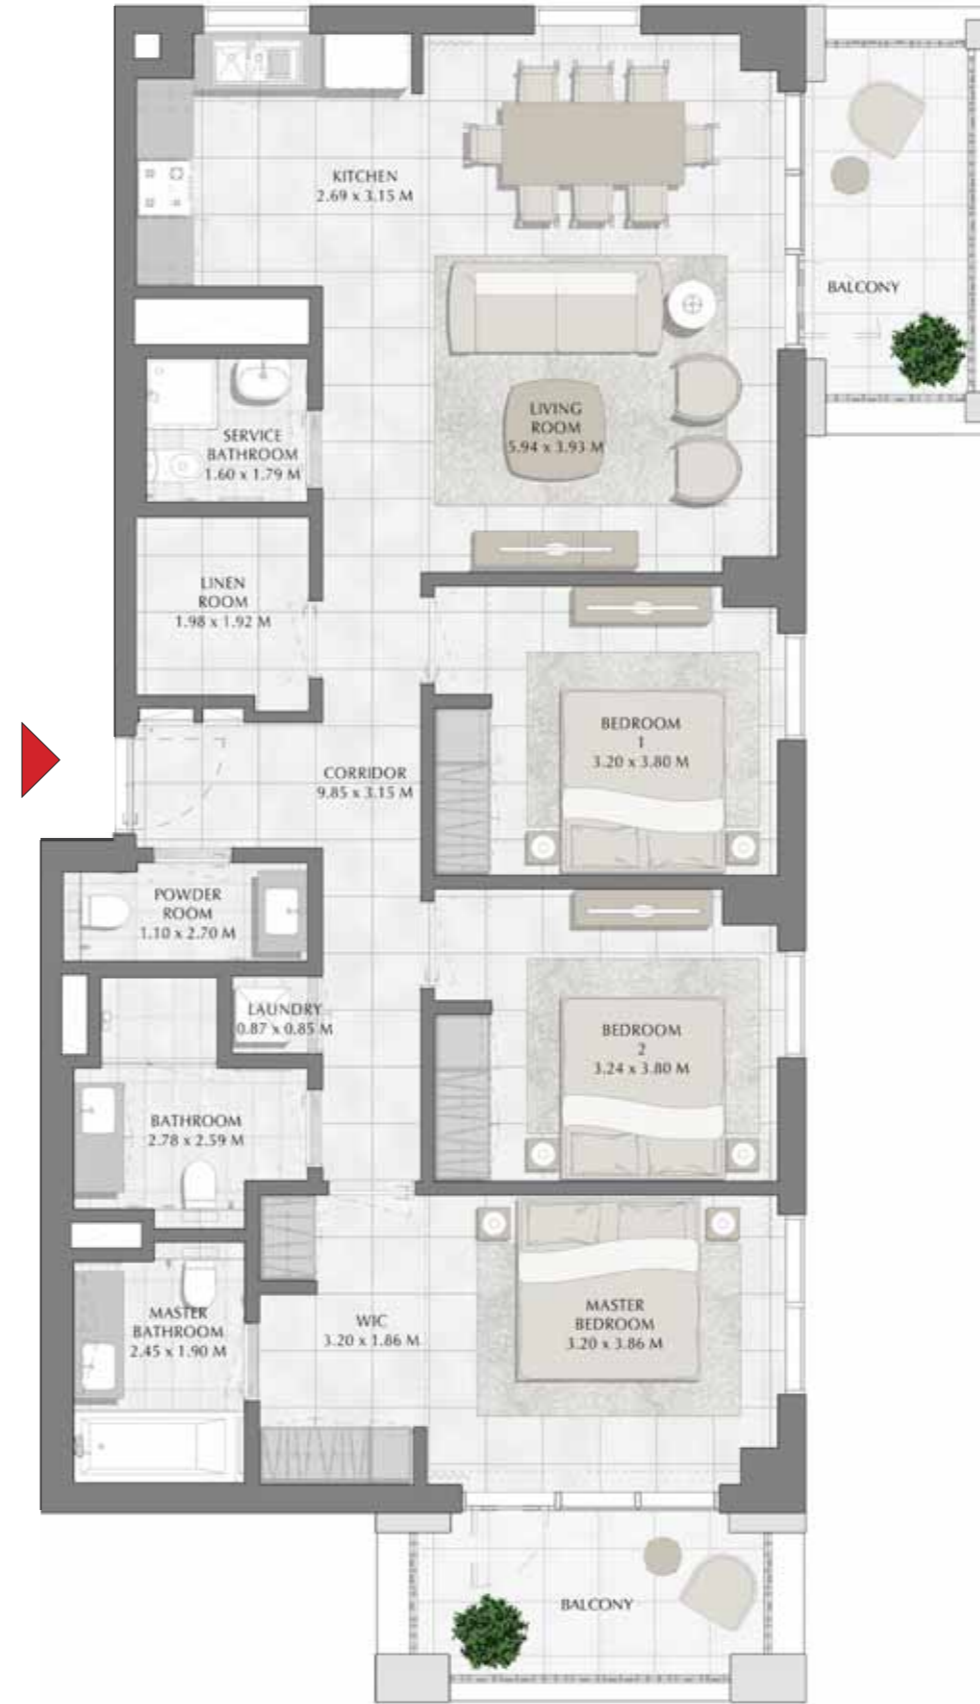 KITCHEN
2.69 x 3.15 M
BALCONY
LIVING
ROOM
5.94 x 3.93 M
SERVICE
BATHROOM
1.60 x 1.79 M
LINEN
ROOM
1.98 x 1.92 M
BEDROOM
1
3.20 x 3.80 M
CORRIDOR
9.85 x 3.15 M
POWDER
ROOM
1.10 x 2.70 M
LAUNDRY
0.87 x 0.85 M
BEDROOM
2
3.24 x 3.80 M
BATHROOM
2.78 x 2.59 M
MASTER
BATHROOM
2.45 x 1.90 M
WIC
3.20 x 1.86 M
MASTER
BEDROOM
3.20 x 3.86 M
BALCONY